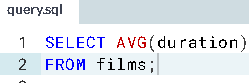 query.sql
1 SELECT AVG(duration)
2 FROM films;